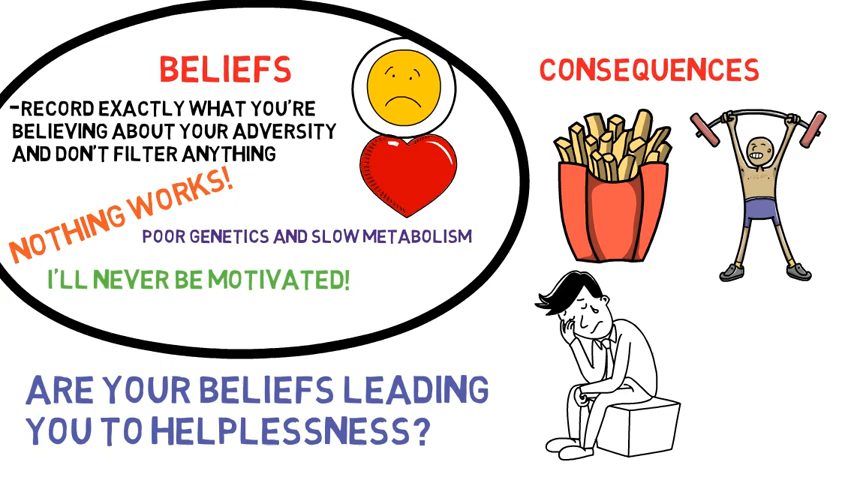 BELIEFS
-RECORD EXACTLY WHAT YOU'RE
BELIEVING ABOUT YOUR ADVERSITY
AND DON'T FILTER ANYTHING
NOTHING WORKS!
POOR GENETICS AND SLOW METABOLISM
I'LL NEVER BE MOTIVATED!
CONSEQUENCES
ARE YOUR BELIEFS LEADING
YOU TO HELPLESSNESS?